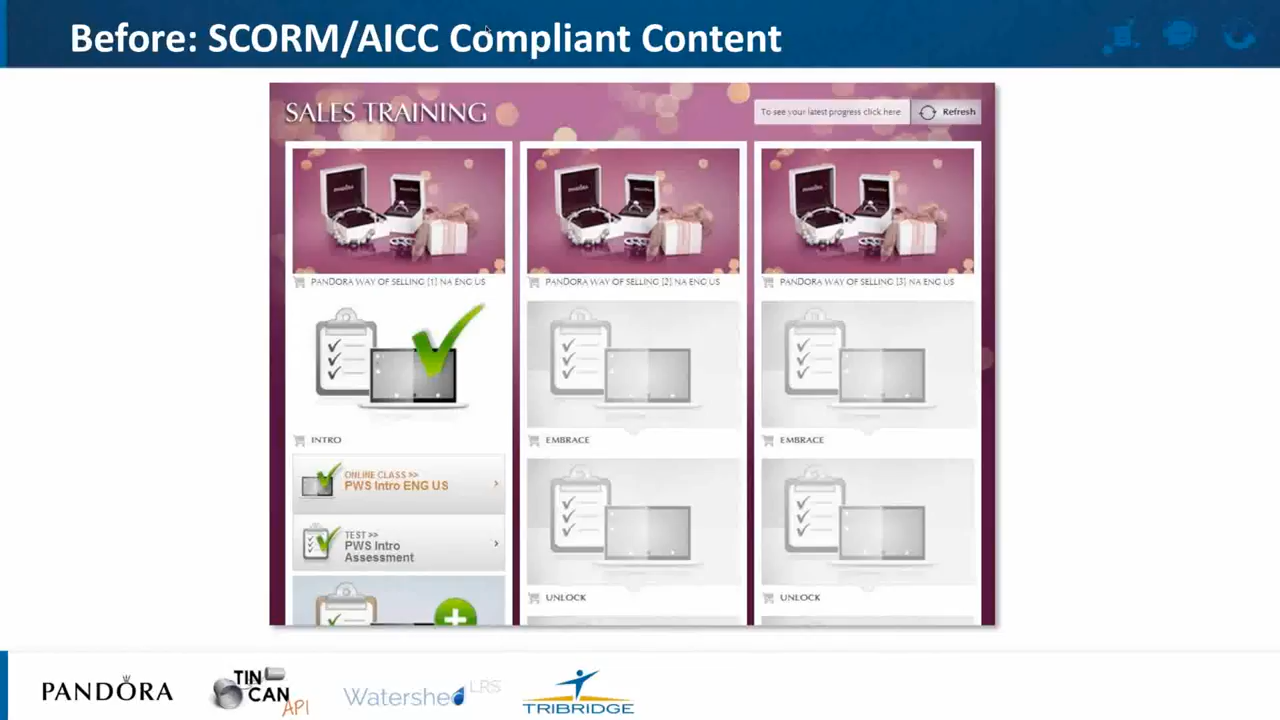 Before: SCORM/AICC Compliant Content
SALES TRAINING
To see your latest progress click here
Refresh
PANDORA WAY OF SELLING [1] NA ENG US
PANDORA WAY OF SELLING [2] NA ENG US
PANDORA WAY OF SELLING [3] NA ENG US
INTRO
EMBRACE
EMBRACE
ONLINE CLASS >>
PWS Intro ENG US
TEST >>
PWS Intro
Assessment
UNLOCK
UNLOCK
PANDORA
TIN
CAN
API
Watershed LRS
TRIBRIDGE